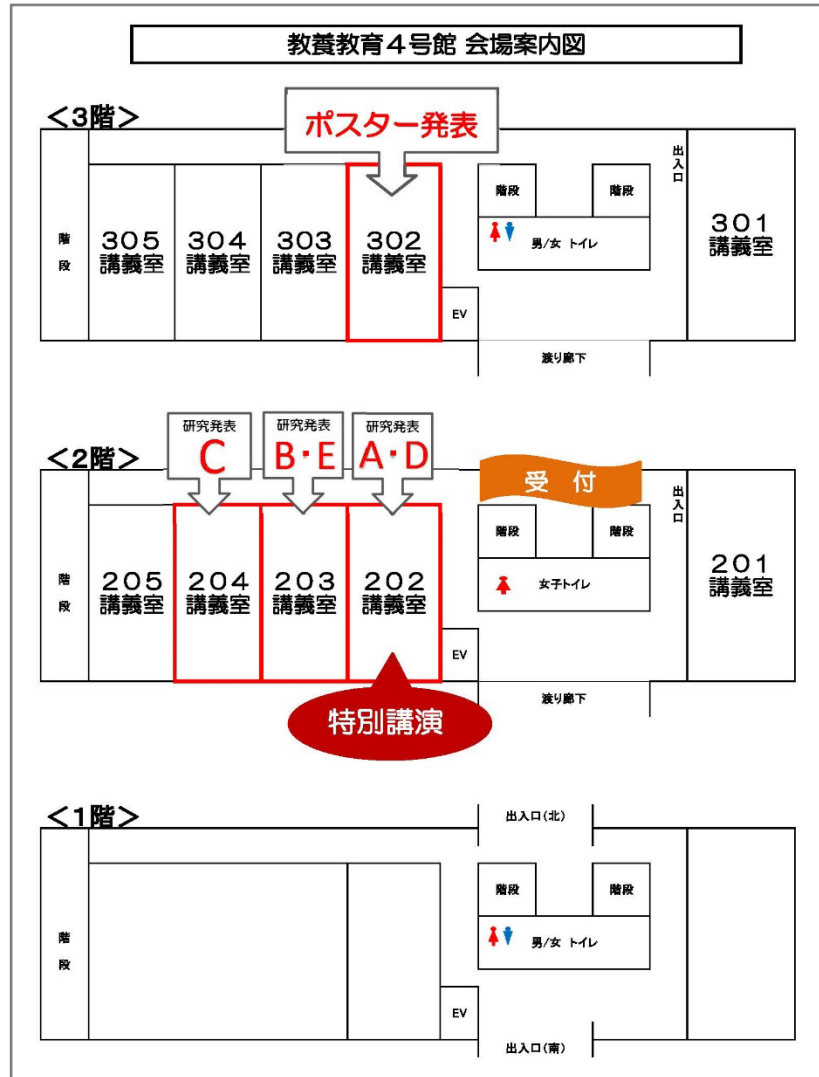 教養教育４号館 会場案内図
＜3階＞
ポスター発表
階段
305
講義室
304
講義室
303
講義室
302
講義室
EV
階段
階段
男/女 トイレ
渡り廊下
出入口
301
講義室
＜2階＞
研究発表
C
研究発表
B・E
研究発表
A・D
受 付
階段
205
講義室
204
講義室
203
講義室
202
講義室
EV
階段
階段
女子トイレ
渡り廊下
出入口
201
講義室
特別講演
＜1階＞
出入口(北)
階段
階段
階段
男/女 トイレ
EV
出入口(南)